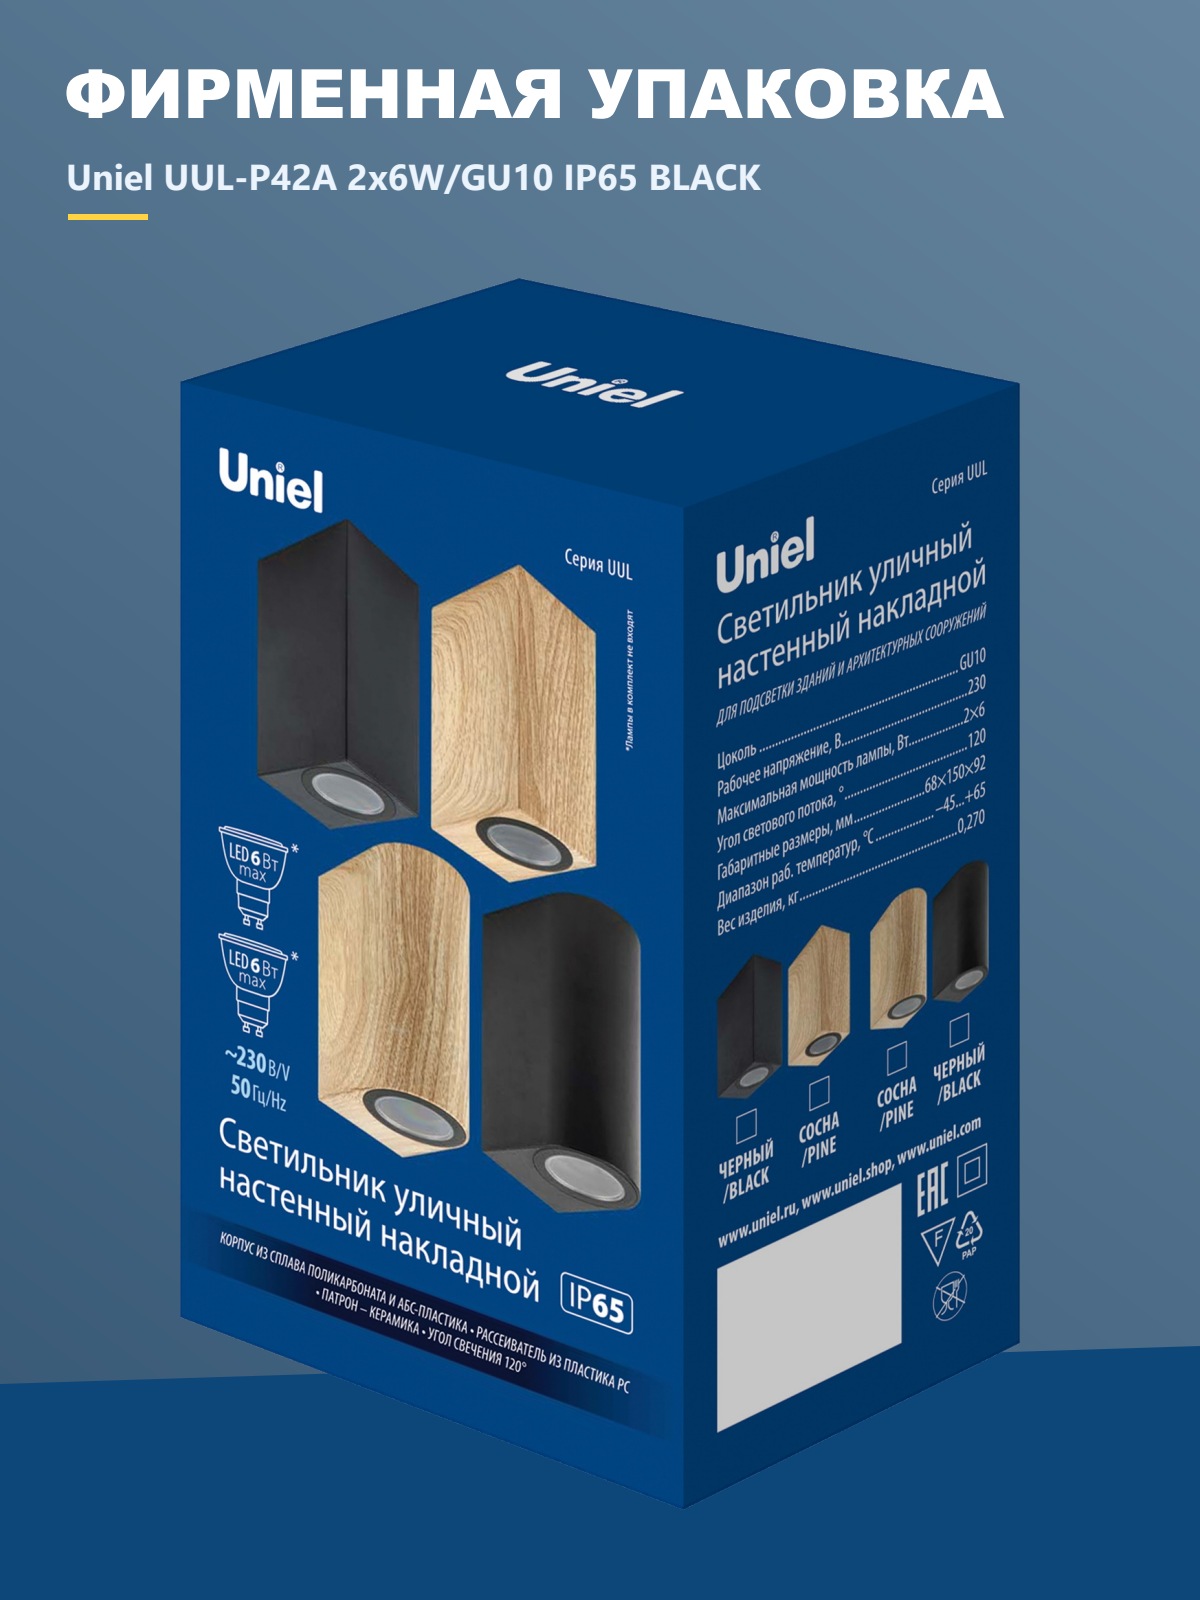 ФИРМЕННАЯ УПАКОВКА
Uniel UUL-P42A 2x6W/GU10 IP65 BLACK
Uniel®
Uniel®
Серия UUL
*Лампы в комплект не входят
LED 6 Вт
max
*
LED 6 Вт
max
*
~230 В/V
50 Гц/Hz
Светильник уличный
настенный накладной
IP65
КОРПУС ИЗ СПЛАВА ПОЛИКАРБОНАТА И АБС-ПЛАСТИКА • РАССЕИВАТЕЛЬ ИЗ ПЛАСТИКА PC
• ПАТРОН – КЕРАМИКА • УГОЛ СВЕЧЕНИЯ 120°
Серия UUL
Uniel®
Светильник уличный
настенный накладной
ДЛЯ ПОДСВЕТКИ ЗДАНИЙ И АРХИТЕКТУРНЫХ СООРУЖЕНИЙ
Цоколь ... GU10
Рабочее напряжение, В... 230
Максимальная мощность лампы, Вт... 2×6
Угол светового потока, °... 120
Габаритные размеры, мм... 68×150×92
Диапазон раб. температур, °С... –45...+65
Вес изделия, кг... 0,270
ЧЕРНЫЙ
/BLACK
СОСНА
/PINE
СОСНА
/PINE
ЧЕРНЫЙ
/BLACK
www.uniel.ru, www.uniel.shop, www.uniel.com
EAC
F
20
PAP